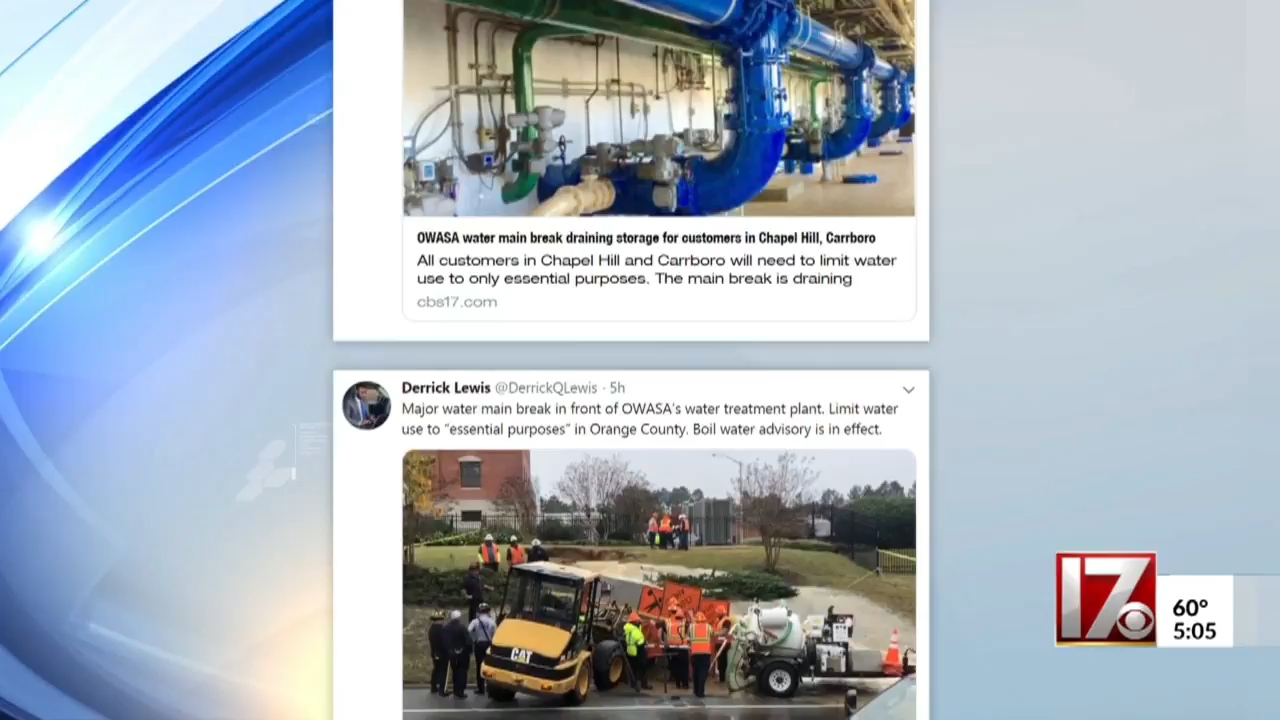 OWASA water main break draining storage for customers in Chapel Hill, Carrboro
All customers in Chapel Hill and Carrboro will need to limit water
use to only essential purposes. The main break is draining
cbs17.com
Derrick Lewis @DerrickQLewis · 5h
Major water main break in front of OWASA's water treatment plant. Limit water
use to "essential purposes" in Orange County. Boil water advisory is in effect.
CAT
17
60°
5:05